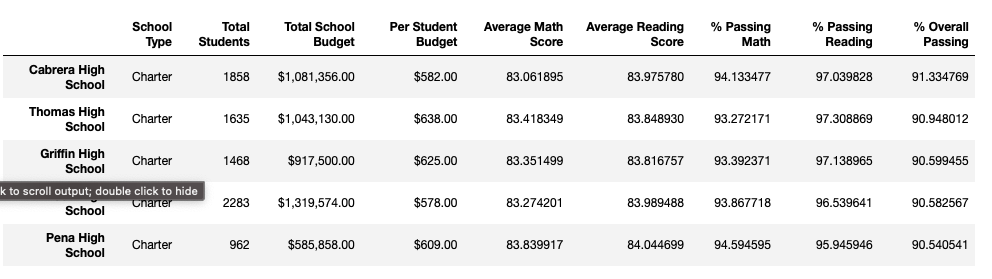 School Type Total Students Total School Budget Per Student Budget Average Math Score Average Reading Score % Passing Math % Passing Reading % Overall Passing
Cabrera High School Charter 1858 $1,081,356.00 $582.00 83.061895 83.975780 94.133477 97.039828 91.334769
Thomas High School Charter 1635 $1,043,130.00 $638.00 83.418349 83.848930 93.272171 97.308869 90.948012
Griffin High School Charter 1468 $917,500.00 $625.00 83.351499 83.816757 93.392371 97.138965 90.599455
k to scroll output; double click to hide
School Charter 2283 $1,319,574.00 $578.00 83.274201 83.989488 93.867718 96.539641 90.582567
Pena High School Charter 962 $585,858.00 $609.00 83.839917 84.044699 94.594595 95.945946 90.540541